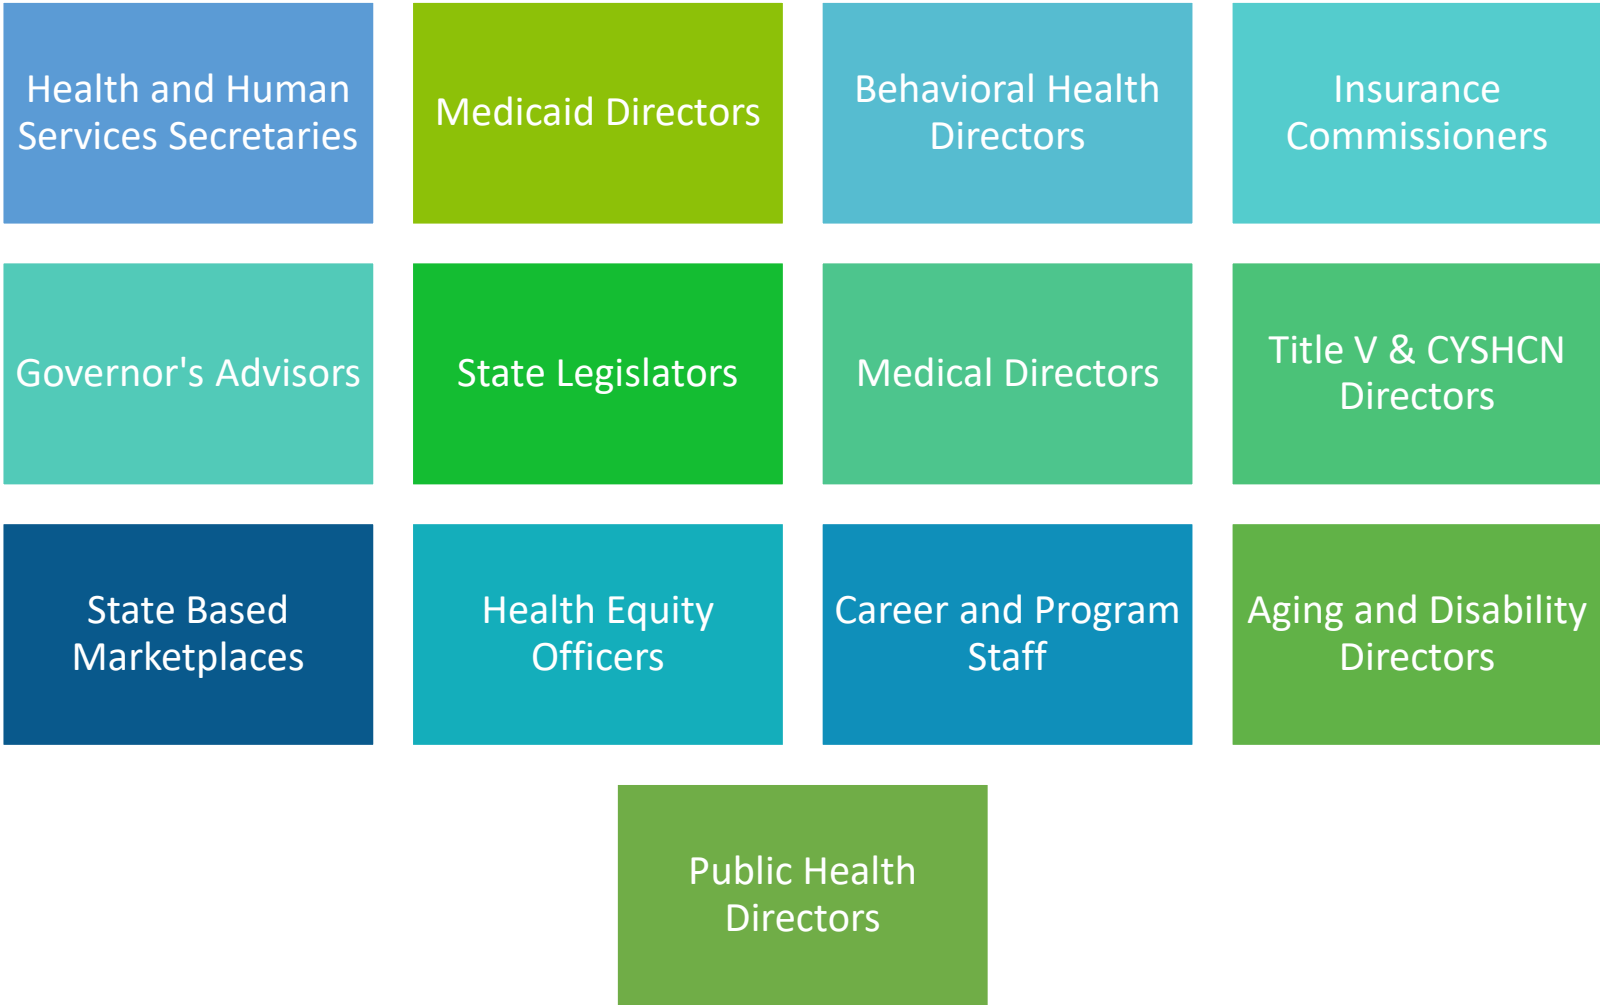 Health and Human
Services Secretaries
Medicaid Directors
Behavioral Health
Directors
Insurance
Commissioners
Governor's Advisors
State Legislators
Medical Directors
Title V & CYSHCN
Directors
State Based
Marketplaces
Health Equity
Officers
Career and Program
Staff
Aging and Disability
Directors
Public Health
Directors